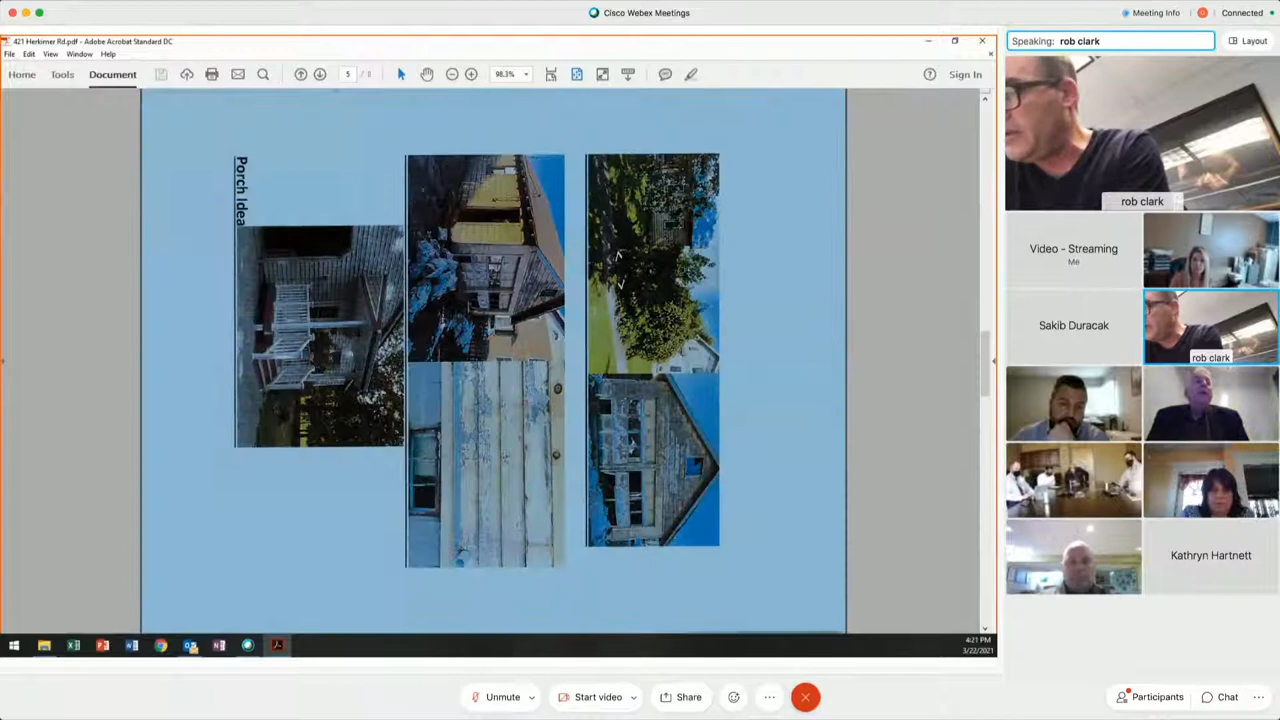 Cisco Webex Meetings
Meeting Info
Connected
421 Herkimer Rd.pdf - Adobe Acrobat Standard DC
File Edit View Window Help
Home Tools Document
5 / 8
98.3%
Sign In
Porch Idea
4:21 PM
3/22/2021
Speaking: rob clark
Layout
rob clark
Video - Streaming
Me
Sakib Duracak
rob clark
Kathryn Hartnett
Unmute
Start video
Share
Participants
Chat